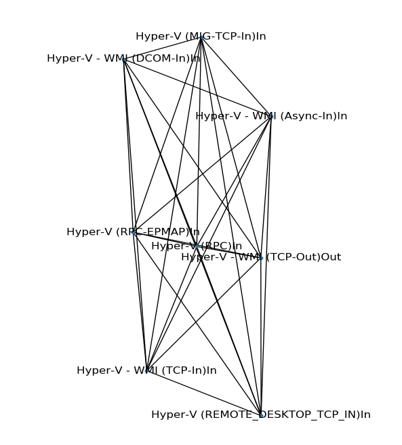 Hyper-V (MIG-TCP-In)In
Hyper-V - WMI (DCOM-In)In
Hyper-V - WMI (Async-In)In
Hyper-V (RPC-EPMAP)In
Hyper-V (RPC)In
Hyper-V - WMI (TCP-Out)Out
Hyper-V - WMI (TCP-In)In
Hyper-V (REMOTE_DESKTOP_TCP_IN)In